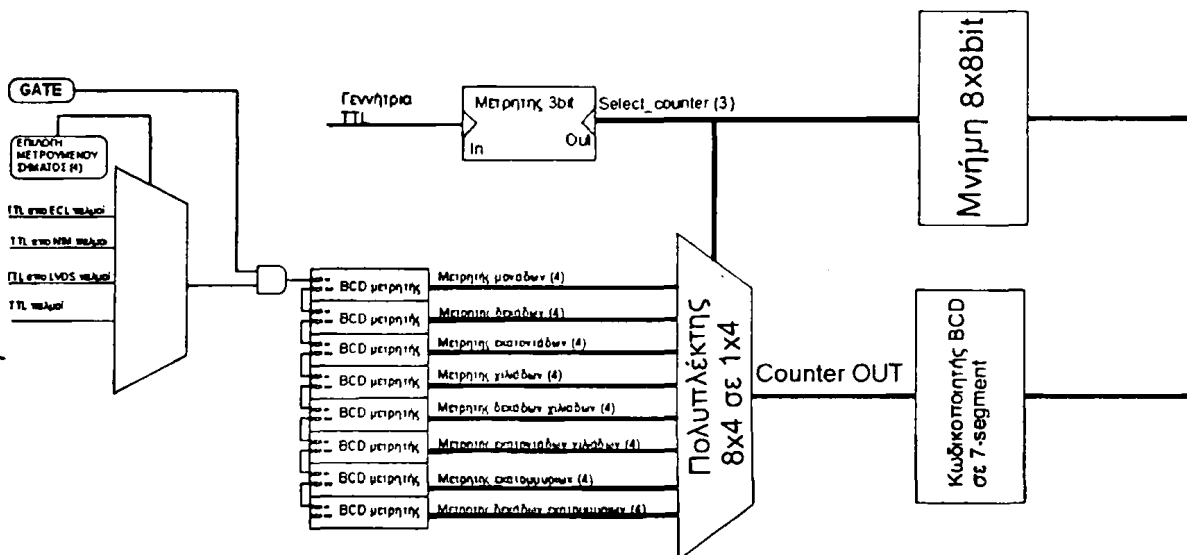 GATE
ΕΠΙΛΟΓΗ
ΜΕΤΡΟΥΜΕΝΟΥ
ΣΗΜΑΤΟΣ (4)
TTL απο ECL παλμοί
TTL απο NIM παλμοί
TTL απο LVDS παλμοί
TTL παλμοί
Γεννήτρια
TTL
Μετρητης 3bit
In
Out
Select_counter (3)
Μνήμη 8x8bit
BCD μετρητής
BCD μετρητής
BCD μετρητής
BCD μετρητής
BCD μετρητής
BCD μετρητής
BCD μετρητής
BCD μετρητής
Μετρητής μονάδων (4)
Μετρητής δεκάδων (4)
Μετρητής εκατοντάδων (4)
Μετρητής χιλιάδων (4)
Μετρητής δεκάδων χιλιάδων (4)
Μετρητής εκατοντάδων χιλιάδων (4)
Μετρητής εκατομμυρίων (4)
Μετρητής δεκάδων εκατομμυρίων (4)
Πολυπλέκτης
8x4 σε 1x4
Counter OUT
Κωδικοποιητής BCD
σε 7-segment